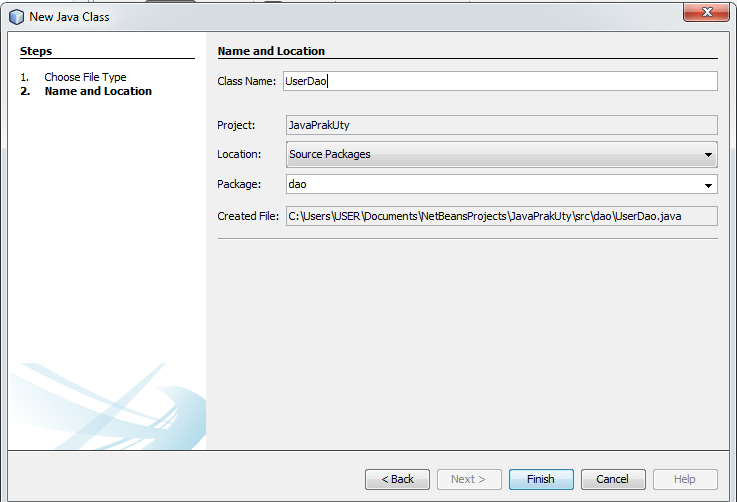 New Java Class
Steps
1. Choose File Type
2. Name and Location
Name and Location
Class Name: UserDao
Project: JavaPrakUty
Location: Source Packages
Package: dao
Created File: C:\Users\USER\Documents\NetBeansProjects\JavaPrakUty\src\dao\UserDao.java
< Back Next > Finish Cancel Help